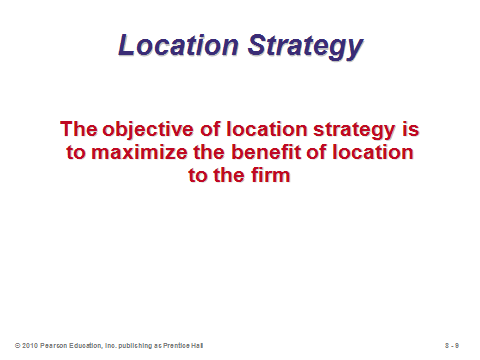 Location Strategy
The objective of location strategy is
to maximize the benefit of location
to the firm
© 2010 Pearson Education, Inc. publishing as Prentice Hall
8 - 9